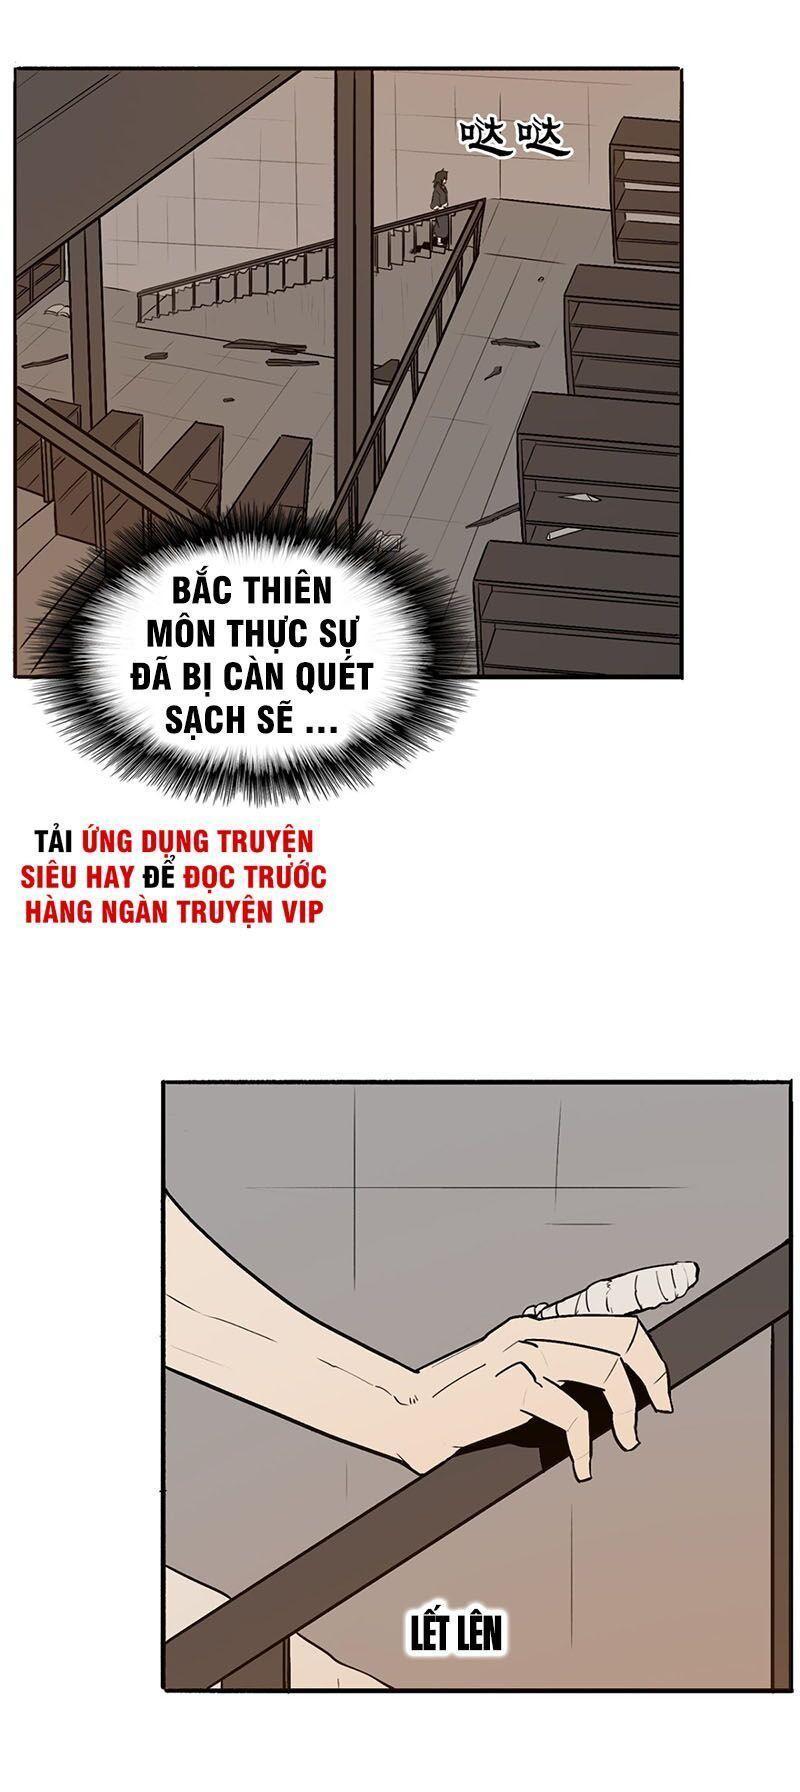 哒哒
BẮC THIÊN
MÔN THỰC SỰ
ĐÃ BỊ CÀN QUÉT
SẠCH SẼ ...
TẢI ỨNG DỤNG TRUYỆN
SIÊU HAY ĐỂ ĐỌC TRƯỚC
HÀNG NGÀN TRUYỆN VIP
LẾT LÊN